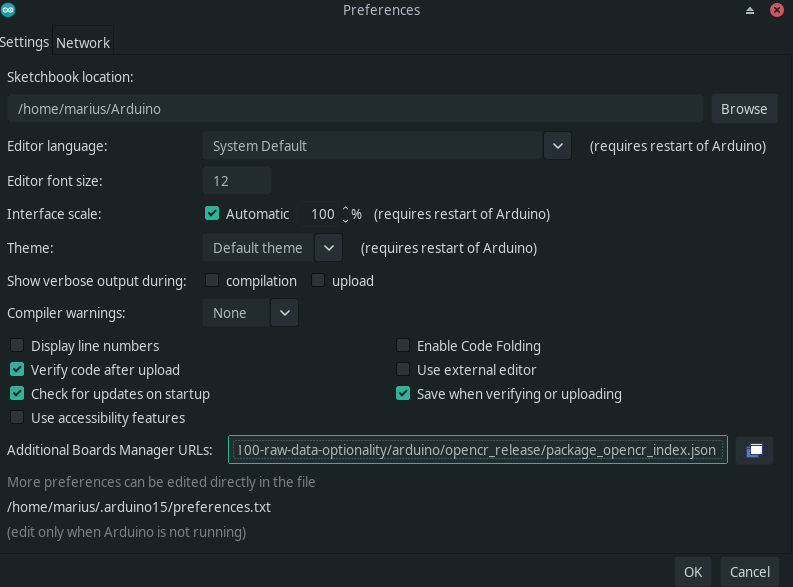 Preferences
Settings Network
Sketchbook location:
/home/marius/Arduino Browse
Editor language: System Default (requires restart of Arduino)
Editor font size: 12
Interface scale: Automatic 100 % (requires restart of Arduino)
Theme: Default theme (requires restart of Arduino)
Show verbose output during: compilation upload
Compiler warnings: None
Display line numbers Enable Code Folding
Verify code after upload Use external editor
Check for updates on startup Save when verifying or uploading
Use accessibility features
Additional Boards Manager URLs: 100-raw-data-optionality/arduino/opencr_release/package_opencr_index.json
More preferences can be edited directly in the file
/home/marius/.arduino15/preferences.txt
(edit only when Arduino is not running)
OK Cancel